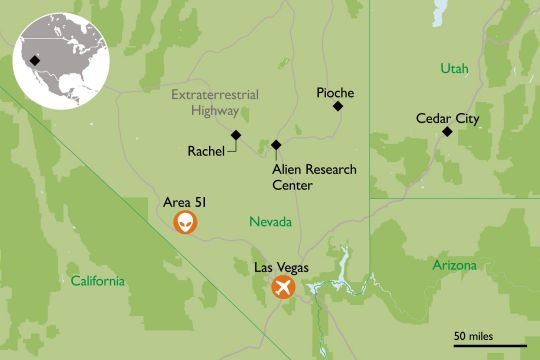 Utah
Pioche
Extraterrestrial
Highway
Cedar City
Rachel
Alien Research
Center
Area 51
Nevada
Las Vegas
Arizona
California
50 miles